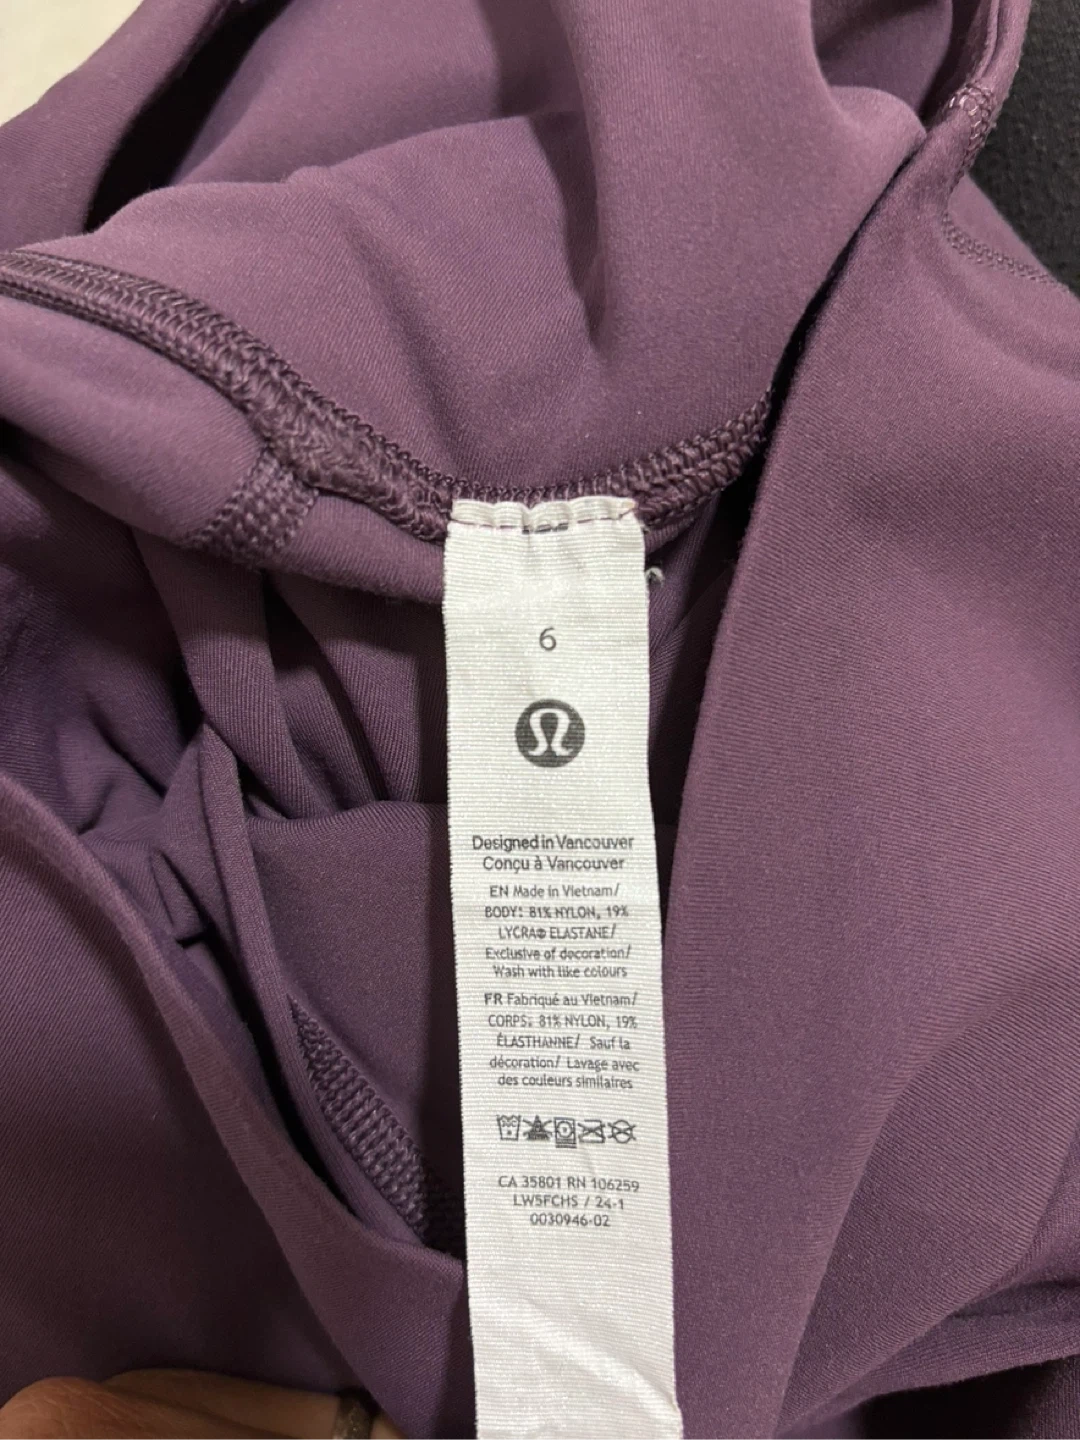 6
Designed in Vancouver
Conçu à Vancouver
EN Made in Vietnam/
BODY: 81% NYLON, 19%
LYCRA® ELASTANE/
Exclusive of decoration/
Wash with like colours
FR Fabriqué au Vietnam/
CORPS: 81% NYLON, 19%
ÉLASTHANNE/ Sauf la
décoration/ Lavage avec
des couleurs similaires
CA 35801 RN 106259
LW5FCHS / 24-1
0030946-02